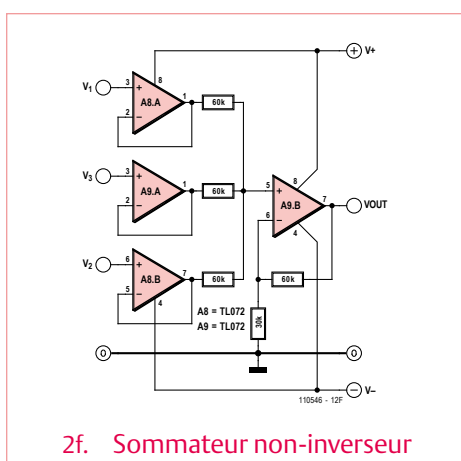 V+
8
V1
3
+
1
A8.A
60k
2
−
V3
3
+
1
A9.A
60k
2
−
5
+
8
7
A9.B
VOUT
6
−
4
V2
6
+
7
A8.B
60k
5
−
4
60k
A8 = TL072
A9 = TL072
30k
0
0
V−
110546 - 12F
2f. Sommateur non-inverseur